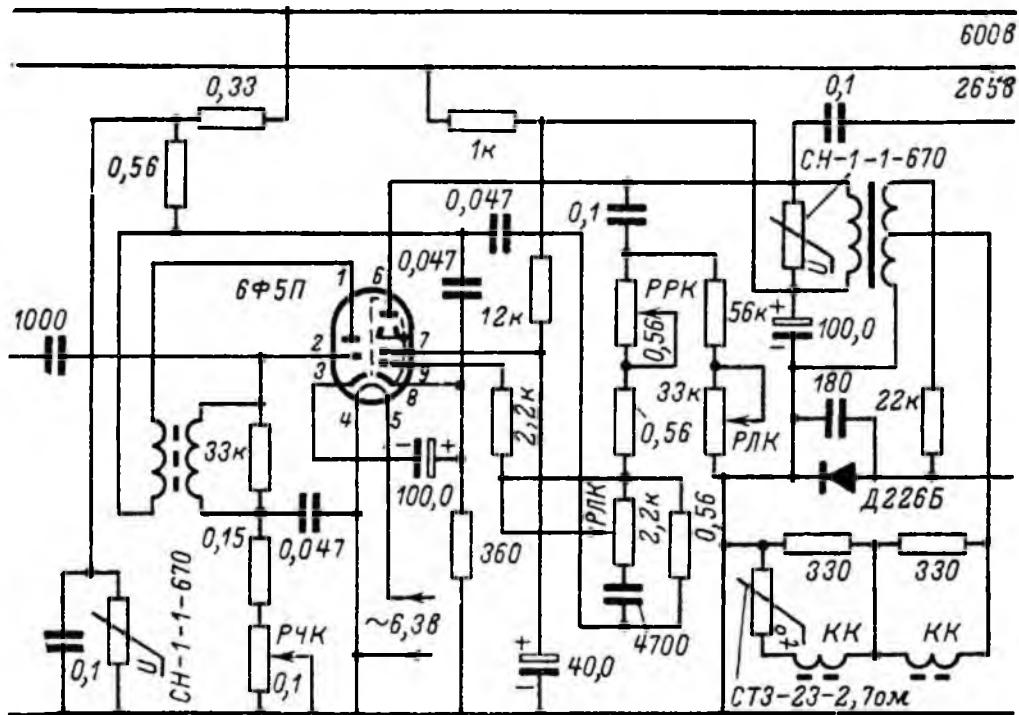 600В
265В
0,33
0,1
1к
0,56
СН-1-1-670
0,047
0,1
0,047
1
6
6Ф5П
РРК
56к
+
-
100,0
U
12к
0,56
1000
2
7
3
9
8
4
5
2,2к
33к
180
22к
33к
-
+
0,56
РЛК
100,0
Д226Б
0,15
0,047
РЛК
2,2к
0,56
360
330
330
СН-1-1-670
~6,3В
4700
t°
КК
КК
0,1
U
РЧК
0,1
+
-
40,0
СТ3-23-2,7ом